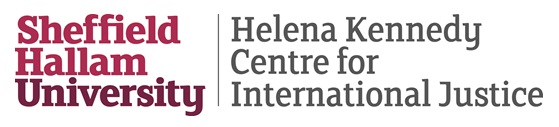 Sheffield
Hallam
University
Helena Kennedy
Centre for
International Justice